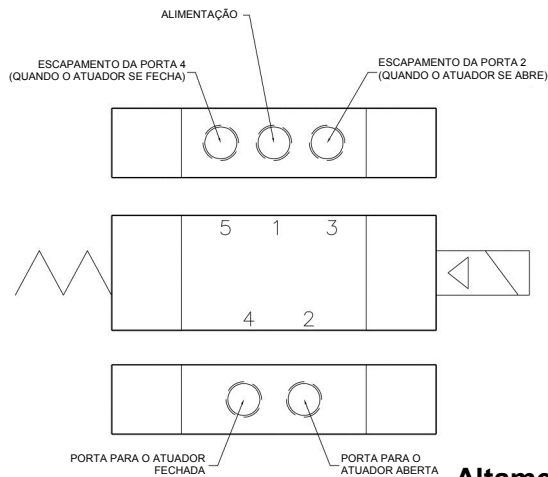 ALIMENTAÇÃO
ESCAPAMENTO DA PORTA 4
(QUANDO O ATUADOR SE FECHA)
ESCAPAMENTO DA PORTA 2
(QUANDO O ATUADOR SE ABRE)
5 1 3
4 2
PORTA PARA O ATUADOR
FECHADA
PORTA PARA O
ATUADOR ABERTA